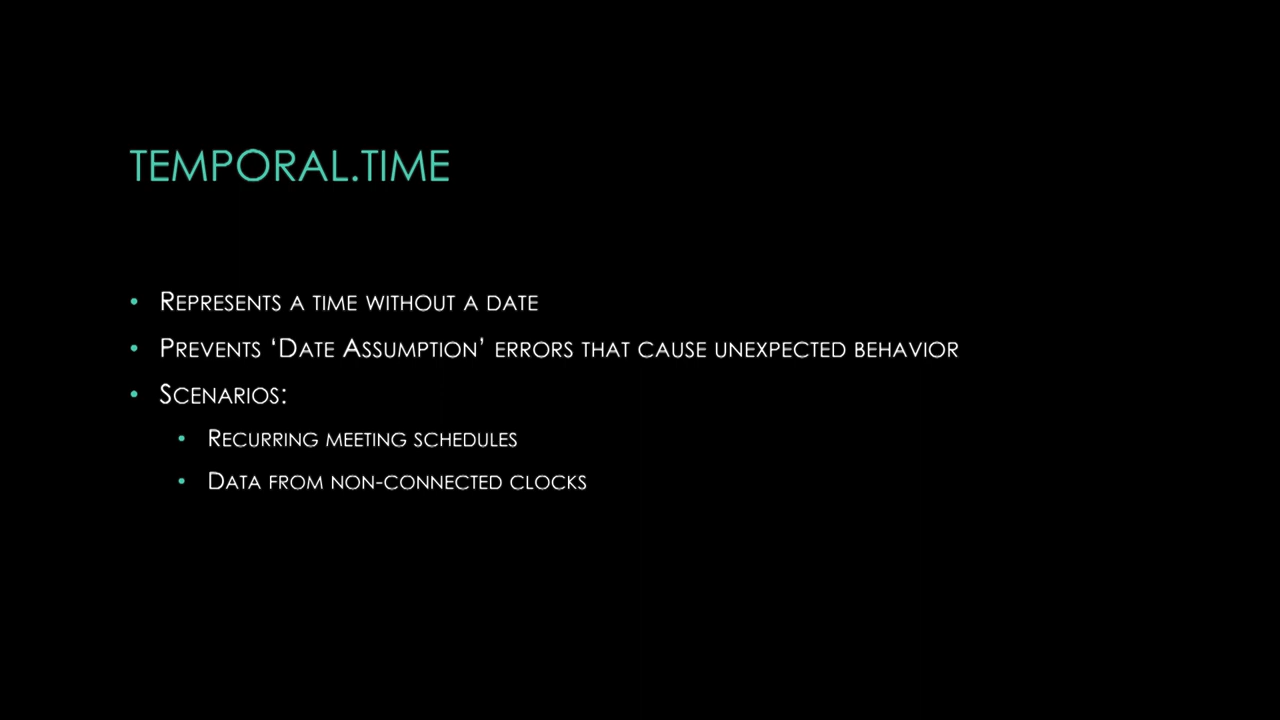 TEMPORAL.TIME
• Represents a time without a date
• Prevents ‘Date Assumption’ errors that cause unexpected behavior
• Scenarios:
• Recurring meeting schedules
• Data from non-connected clocks